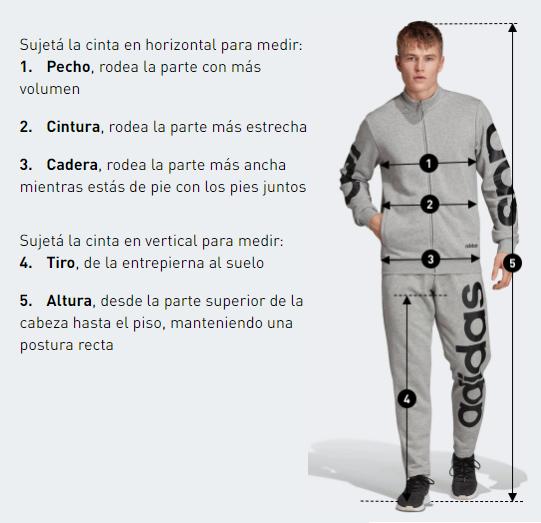 Sujetá la cinta en horizontal para medir:
1. Pecho, rodea la parte con más
volumen
2. Cintura, rodea la parte más estrecha
3. Cadera, rodea la parte más ancha
mientras estás de pie con los pies juntos
Sujetá la cinta en vertical para medir:
4. Tiro, de la entrepierna al suelo
5. Altura, desde la parte superior de la
cabeza hasta el piso, manteniendo una
postura recta
1
2
3
4
5
adidas
adidas